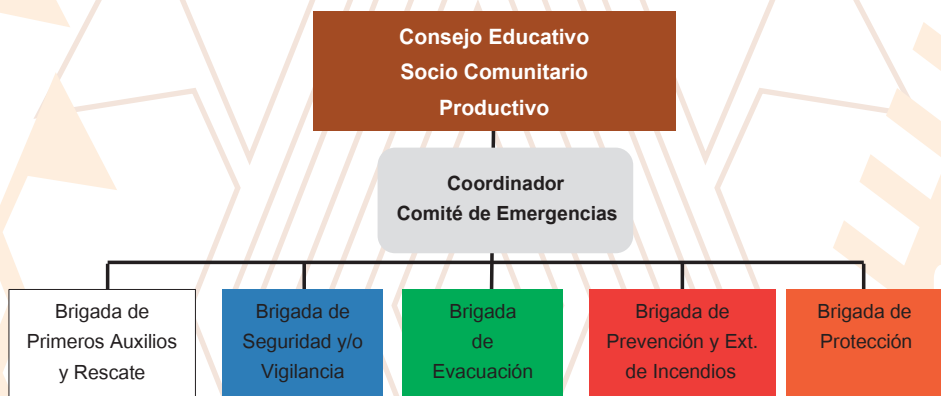 Consejo Educativo
Socio Comunitario
Productivo
Coordinador
Comité de Emergencias
Brigada de
Primeros Auxilios
y Rescate
Brigada de
Seguridad y/o
Vigilancia
Brigada
de
Evacuación
Brigada de
Prevención y Ext.
de Incendios
Brigada de
Protección